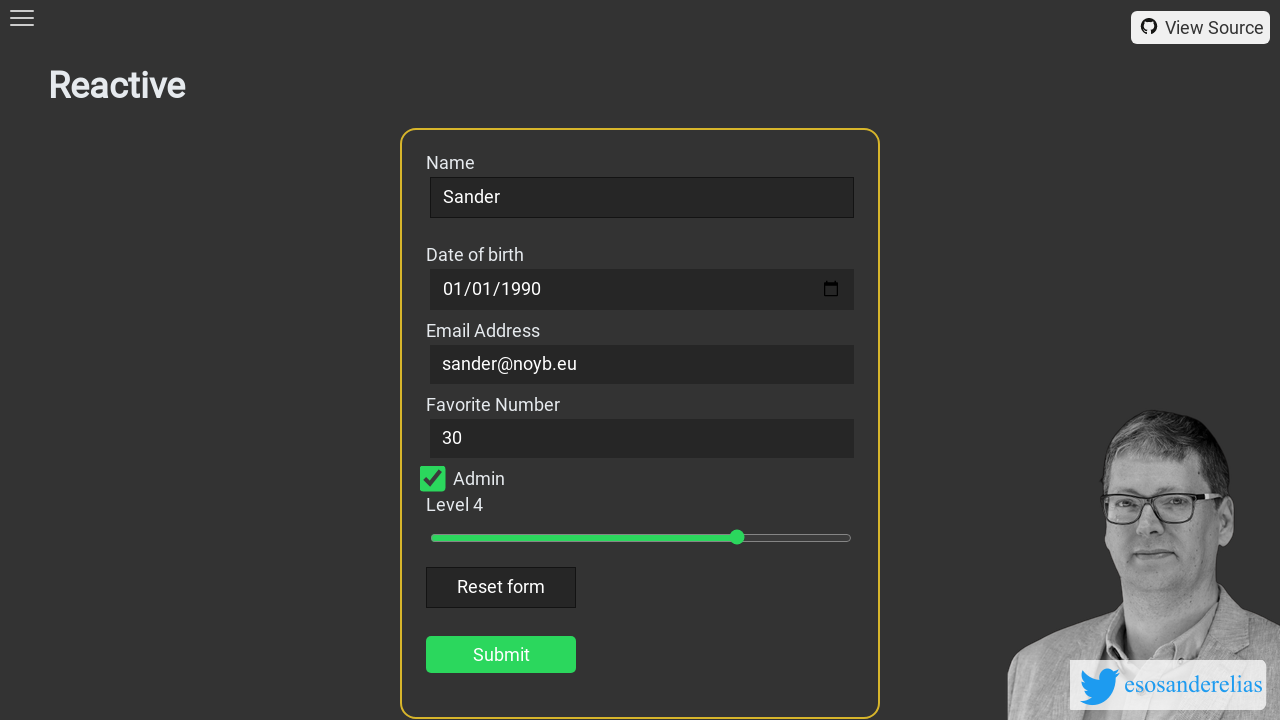 View Source
Reactive
Name
Sander
Date of birth
01/01/1990
Email Address
sander@noyb.eu
Favorite Number
30
Admin
Level 4
Reset form
Submit
esosanderelias